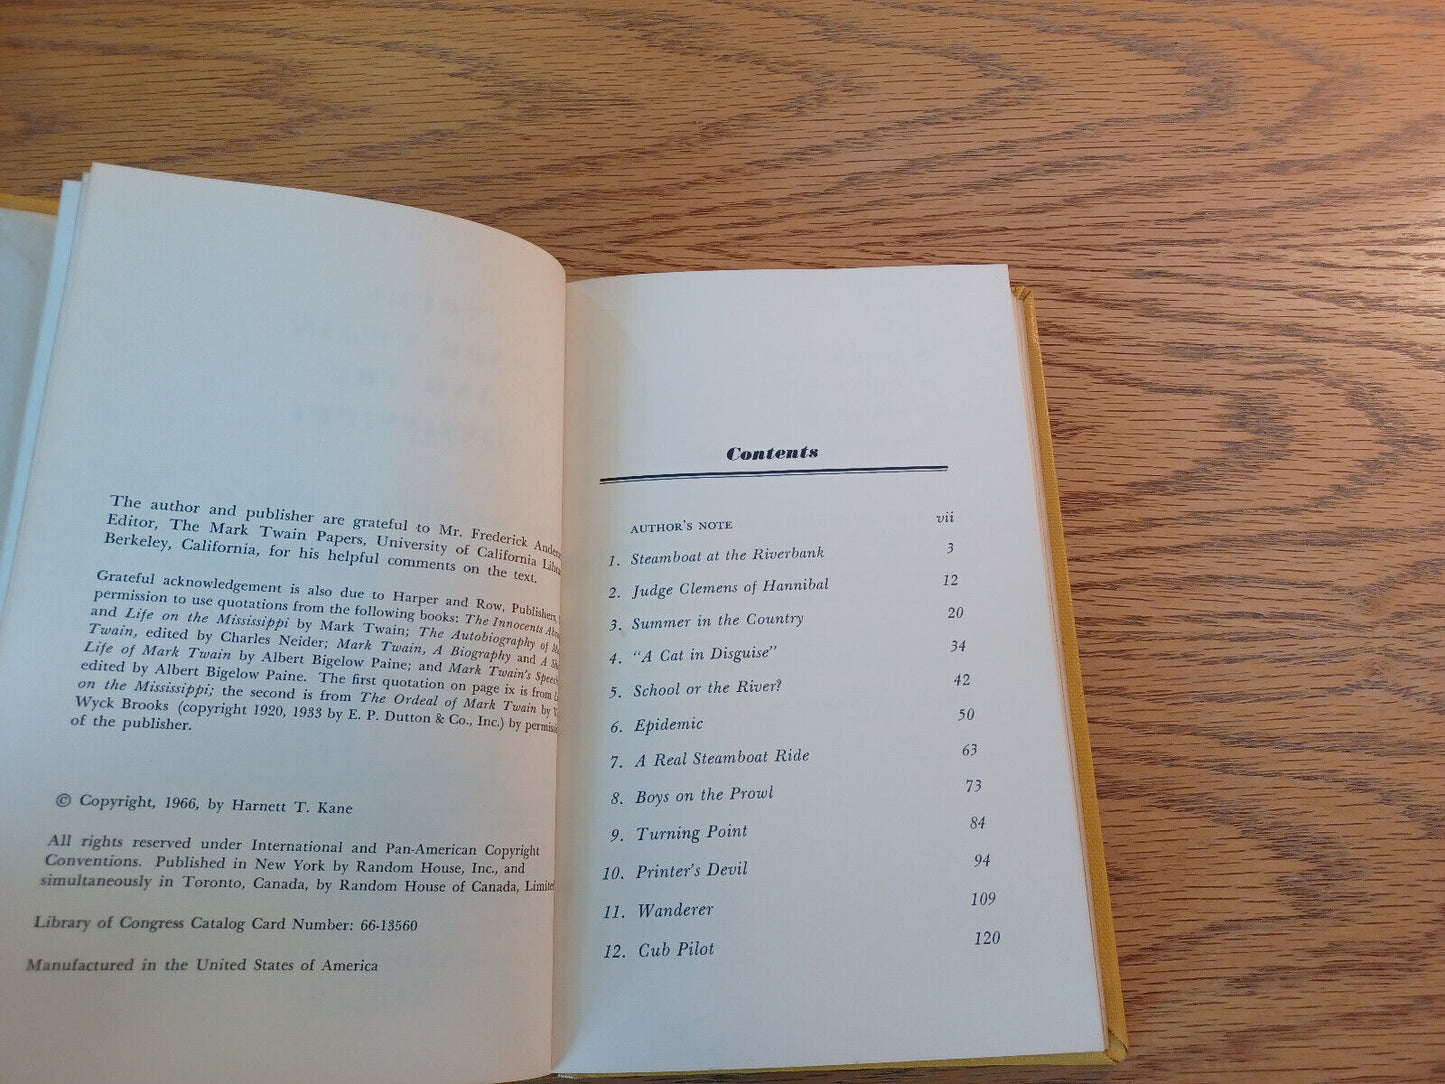 The author and publisher are grateful to Mr. Frederick
Editor, The Mark Twain Papers, University of California
Berkeley, California, for his helpful comments on the text.
Grateful acknowledgement is also due to Harper and Row, Publishers,
permission to use quotations from the following books: The Innocents
and Life on the Mississippi by Mark Twain; The Autobiography of
Twain, edited by Charles Neider; Mark Twain, A Biography and A
Life of Mark Twain by Albert Bigelow Paine; and Mark Twain's
edited by Albert Bigelow Paine. The first quotation on page ix is from
on the Mississippi; the second is from The Ordeal of Mark Twain by
Wyck Brooks (copyright 1920, 1933 by E. P. Dutton & Co., Inc.) by
of the publisher.
© Copyright, 1966, by Harnett T. Kane
All rights reserved under International and Pan-American Copyright
Conventions. Published in New York by Random House, Inc., and
simultaneously in Toronto, Canada, by Random House of Canada,
Library of Congress Catalog Card Number: 66-13560
Manufactured in the United States of America
Contents
AUTHOR'S NOTE vii
1. Steamboat at the Riverbank 3
2. Judge Clemens of Hannibal 12
3. Summer in the Country 20
4. "A Cat in Disguise" 34
5. School or the River? 42
6. Epidemic 50
7. A Real Steamboat Ride 63
8. Boys on the Prowl 73
9. Turning Point 84
10. Printer's Devil 94
11. Wanderer 109
12. Cub Pilot 120